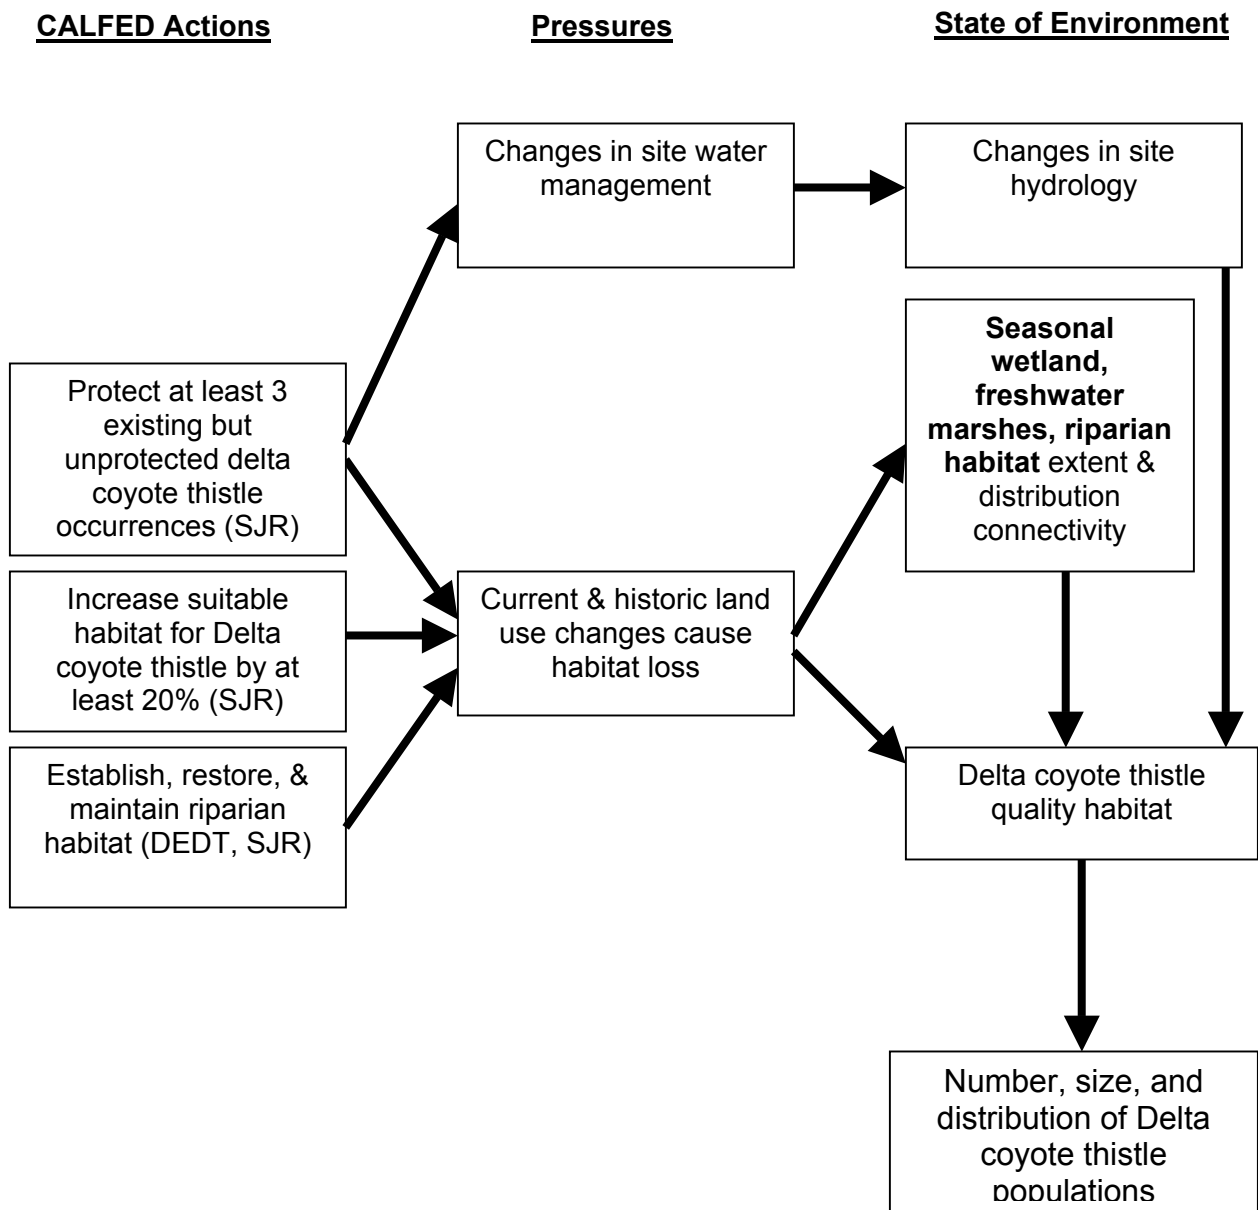 CALFED Actions
Pressures
State of Environment
Changes in site water
management
Changes in site
hydrology
Protect at least 3
existing but
unprotected delta
coyote thistle
occurrences (SJR)
Seasonal
wetland,
freshwater
marshes, riparian
habitat extent &
distribution
connectivity
Increase suitable
habitat for Delta
coyote thistle by at
least 20% (SJR)
Current & historic land
use changes cause
habitat loss
Establish, restore, &
maintain riparian
habitat (DEDT, SJR)
Delta coyote thistle
quality habitat
Number, size, and
distribution of Delta
coyote thistle
populations